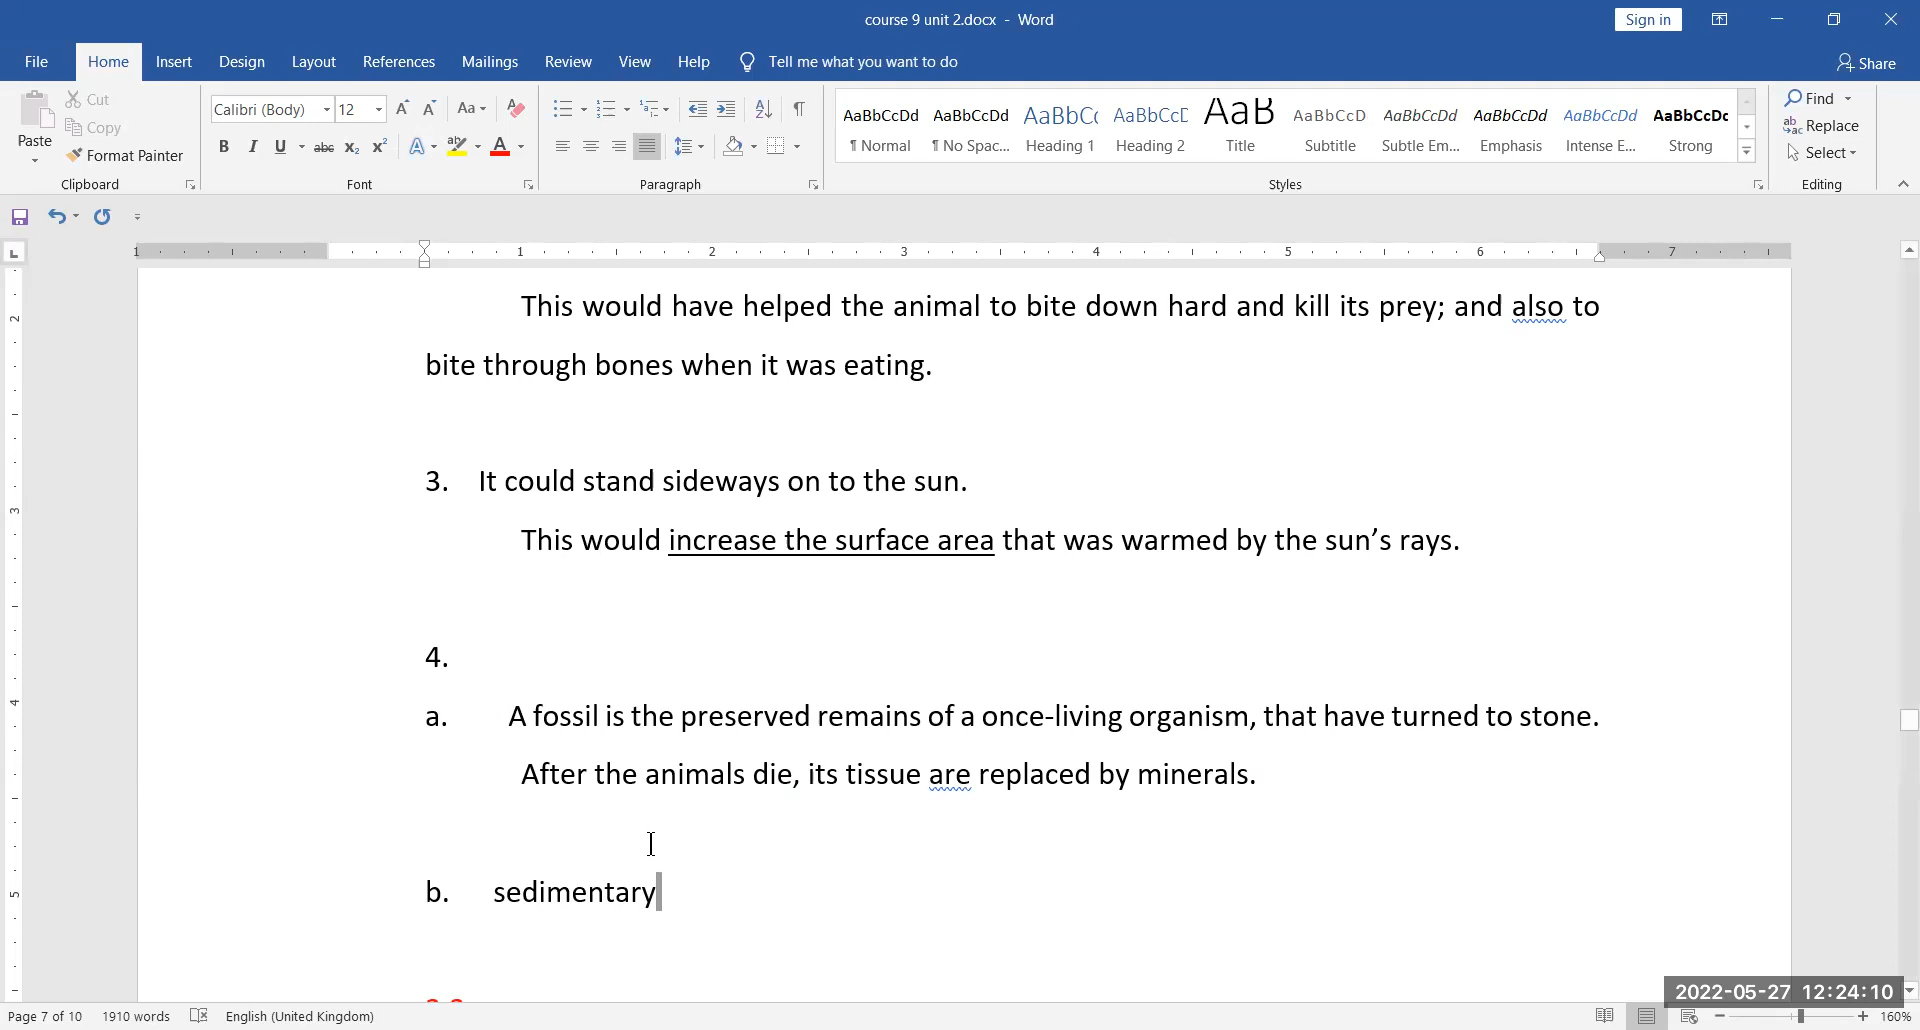 course 9 unit 2.docx - Word
Sign in
File Home Insert Design Layout References Mailings Review View Help Tell me what you want to do
Share
Paste
Cut
Copy
Format Painter
Clipboard
Calibri (Body) 12
Font
Paragraph
AaBbCcDd AaBbCcDd AaBbCc AaBbCcD AaB AaBbCcD AaBbCcDd AaBbCcDd AaBbCcDd AaBbCcDc
¶ Normal ¶ No Spac... Heading 1 Heading 2 Title Subtitle Subtle Em... Emphasis Intense E... Strong
Styles
Find
Replace
Select
Editing
1 1 2 3 4 5 6 7
This would have helped the animal to bite down hard and kill its prey; and also to
bite through bones when it was eating.
3. It could stand sideways on to the sun.
This would increase the surface area that was warmed by the sun’s rays.
4.
a. A fossil is the preserved remains of a once-living organism, that have turned to stone.
After the animals die, its tissue are replaced by minerals.
b. sedimentary
2022-05-27 12:24:10
Page 7 of 10 1910 words English (United Kingdom) 160%